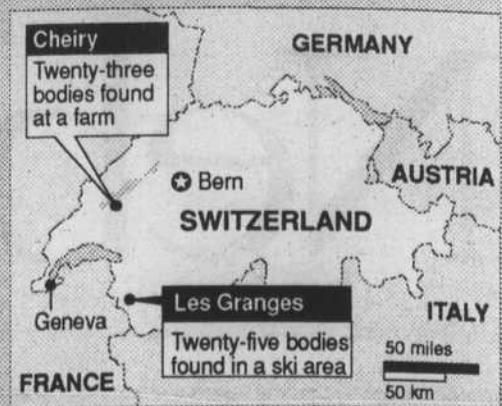 Cheiry
Twenty-three
bodies found
at a farm
GERMANY
AUSTRIA
Bern
SWITZERLAND
Geneva
Les Granges
Twenty-five bodies
found in a ski area
ITALY
FRANCE
50 miles
50 km